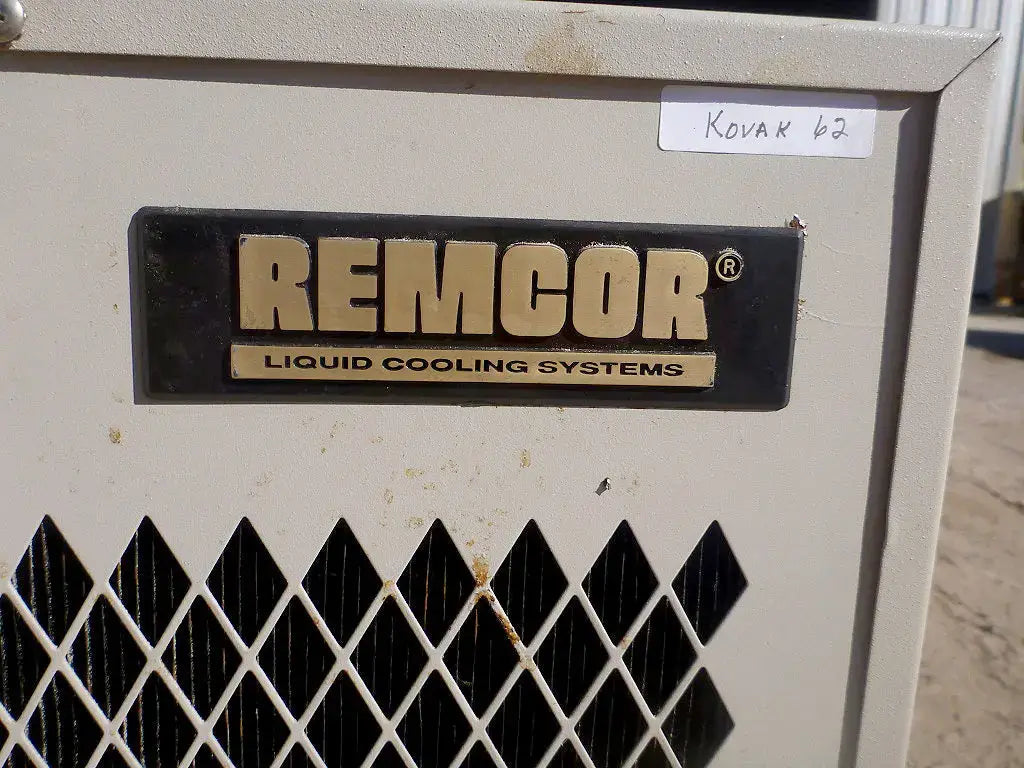 KOVAK 62
REMCOR®
LIQUID COOLING SYSTEMS